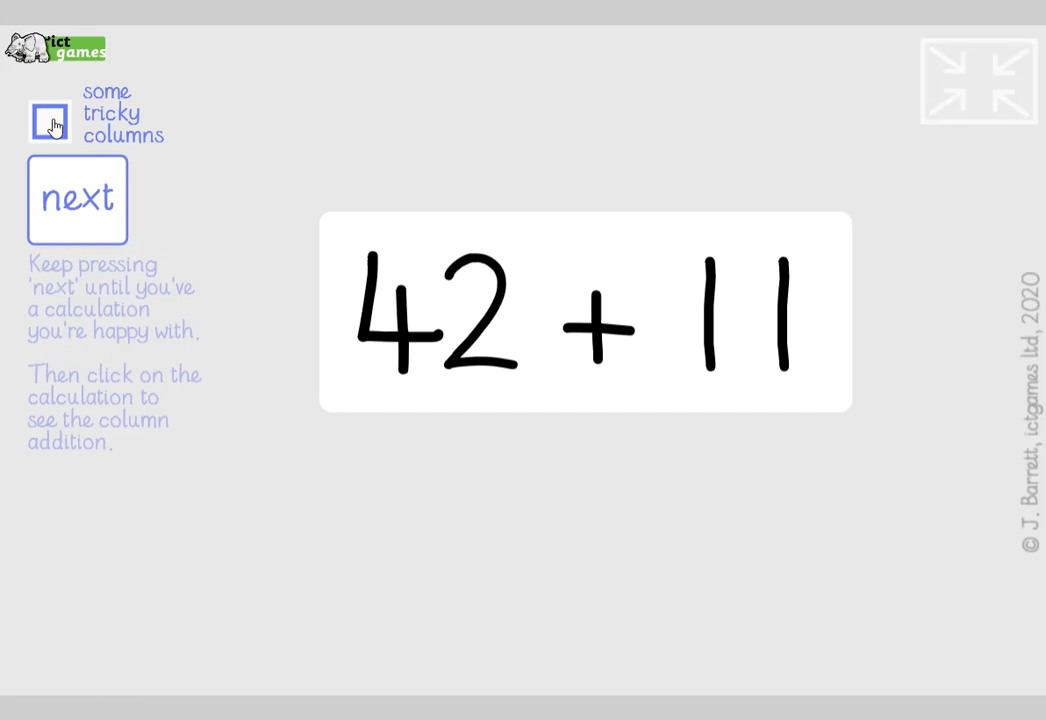 ict
games
some
tricky
columns
next
Keep pressing
'next' until you've
a calculation
you're happy with.
Then click on the
calculation to
see the column
addition.
42 + 11
© J. Barrett, ictgames ltd, 2020